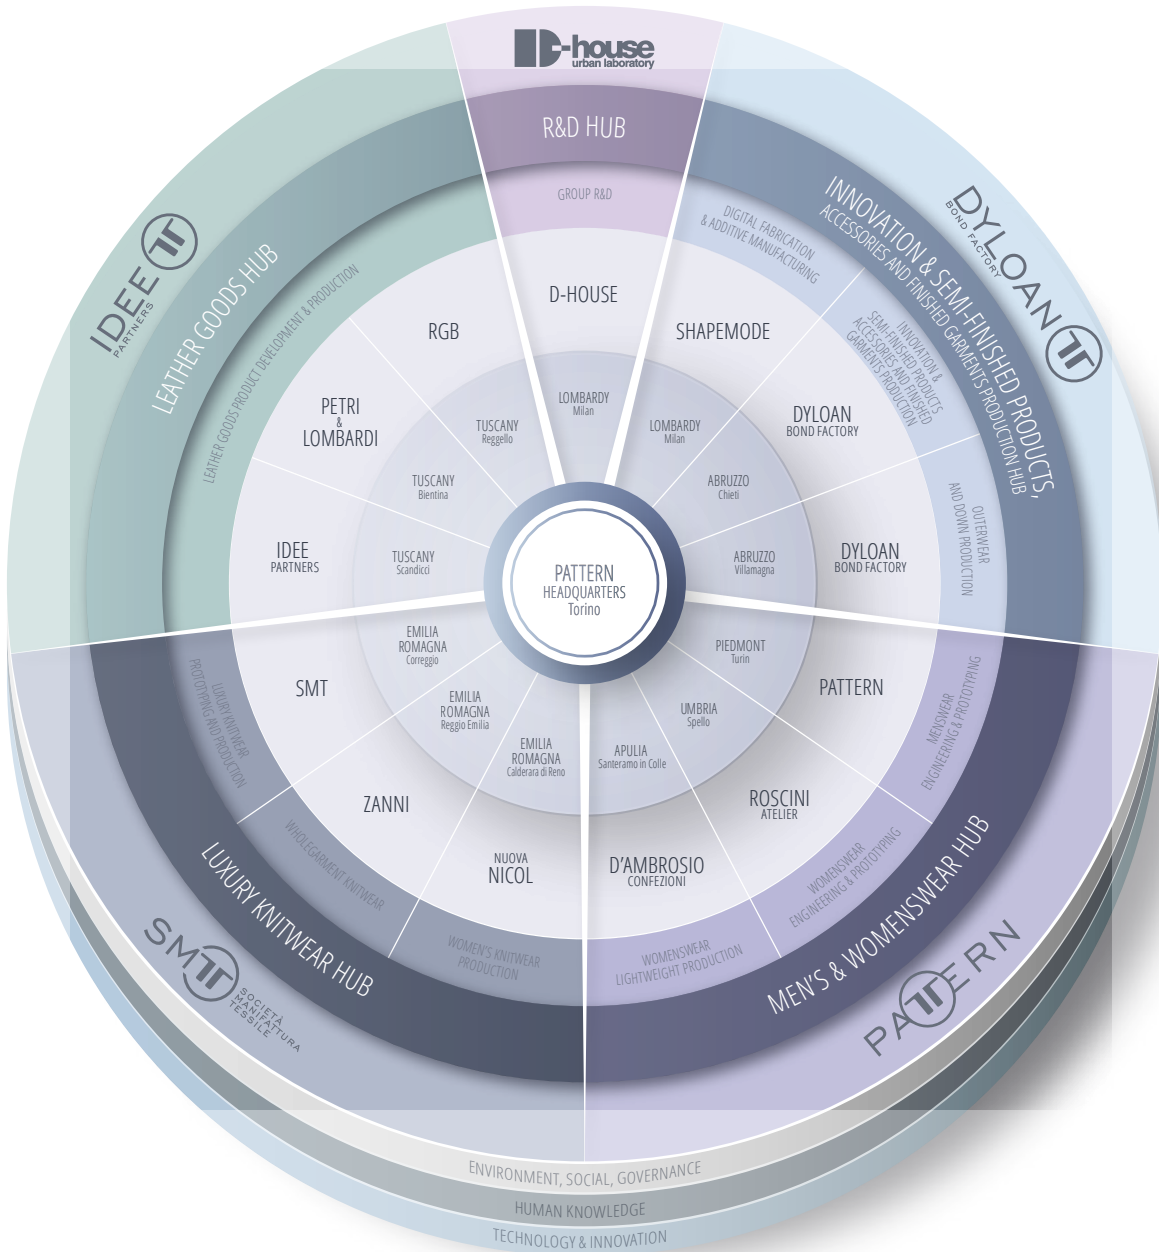 D-house
urban laboratory
R&D HUB
GROUP R&D
D-HOUSE
LOMBARDY
Milan
DYLOAN
BOND FACTORY
INNOVATION & SEMI-FINISHED PRODUCTS,
ACCESSORIES AND FINISHED GARMENTS PRODUCTION HUB
DIGITAL FABRICATION
& ADDITIVE MANUFACTURING
SHAPEMODE
LOMBARDY
Milan
INNOVATION &
SEMI-FINISHED PRODUCTS
ACCESSORIES AND FINISHED
GARMENTS PRODUCTION
DYLOAN
BOND FACTORY
ABRUZZO
Chieti
OUTERWEAR
AND DOWN PRODUCTION
DYLOAN
BOND FACTORY
ABRUZZO
Villamagna
PATTERN
MEN'S & WOMENSWEAR HUB
MENSWEAR
ENGINEERING & PROTOTYPING
PATTERN
PIEDMONT
Turin
WOMENSWEAR
ENGINEERING & PROTOTYPING
ROSCINI
ATELIER
UMBRIA
Spello
WOMENSWEAR
LIGHTWEIGHT PRODUCTION
D'AMBROSIO
CONFEZIONI
APULIA
Santeramo in Colle
SMT
SOCIETÀ
MANIFATTURA
TESSILE
LUXURY KNITWEAR HUB
WOMEN'S KNITWEAR
PRODUCTION
NUOVA
NICOL
EMILIA
ROMAGNA
Calderara di Reno
WHOLEGARMENT KNITWEAR
ZANNI
EMILIA
ROMAGNA
Reggio Emilia
LUXURY KNITWEAR
PROTOTYPING AND PRODUCTION
SMT
EMILIA
ROMAGNA
Correggio
IDEE
PARTNERS
LEATHER GOODS HUB
LEATHER GOODS PRODUCT DEVELOPMENT & PRODUCTION
IDEE
PARTNERS
TUSCANY
Scandicci
PETRI
&
LOMBARDI
TUSCANY
Bientina
RGB
TUSCANY
Reggello
PATTERN
HEADQUARTERS
Torino
ENVIRONMENT, SOCIAL, GOVERNANCE
HUMAN KNOWLEDGE
TECHNOLOGY & INNOVATION